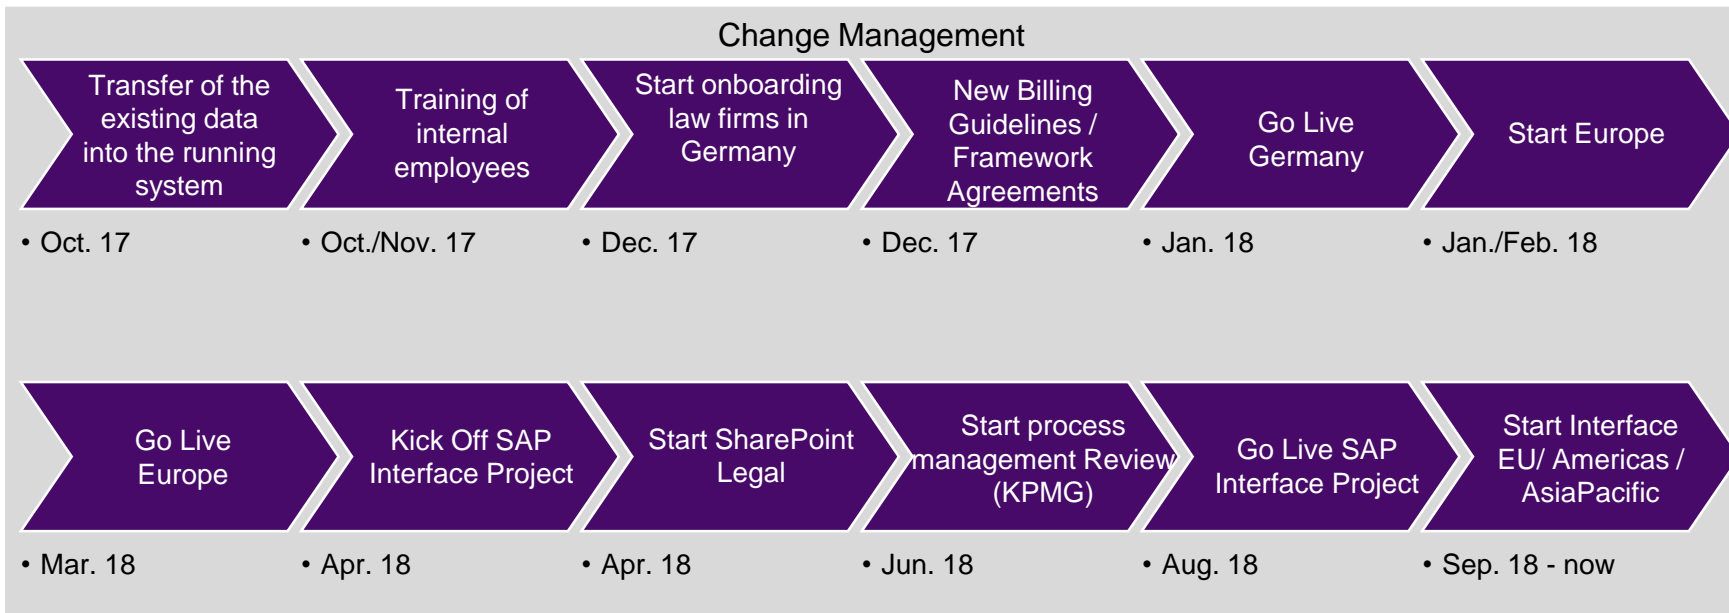 Change Management
Transfer of the
existing data
into the running
system
Training of
internal
employees
Start onboarding
law firms in
Germany
New Billing
Guidelines /
Framework
Agreements
Go Live
Germany
Start Europe
• Oct. 17
• Oct./Nov. 17
• Dec. 17
• Dec. 17
• Jan. 18
• Jan./Feb. 18
Go Live
Europe
Kick Off SAP
Interface Project
Start SharePoint
Legal
Start process
management Review
(KPMG)
Go Live SAP
Interface Project
Start Interface
EU/ Americas /
AsiaPacific
• Mar. 18
• Apr. 18
• Apr. 18
• Jun. 18
• Aug. 18
• Sep. 18 - now